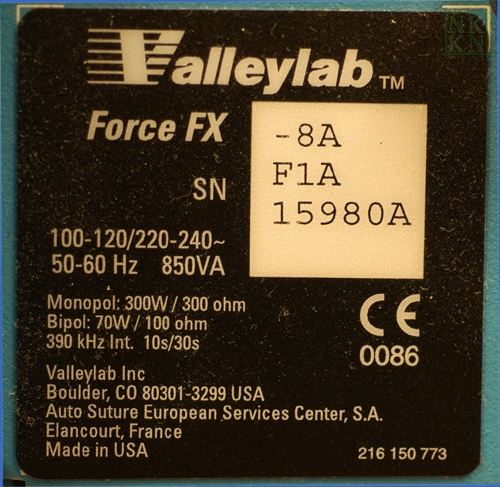 Valleylab™
Force FX -8A
SN F1A
15980A
100-120/220-240~
50-60 Hz 850VA
Monopol: 300W / 300 ohm
Bipol: 70W / 100 ohm
390 kHz Int. 10s/30s
CE
0086
Valleylab Inc
Boulder, CO 80301-3299 USA
Auto Suture European Services Center, S.A.
Elancourt, France
Made in USA
216 150 773
NR
KN